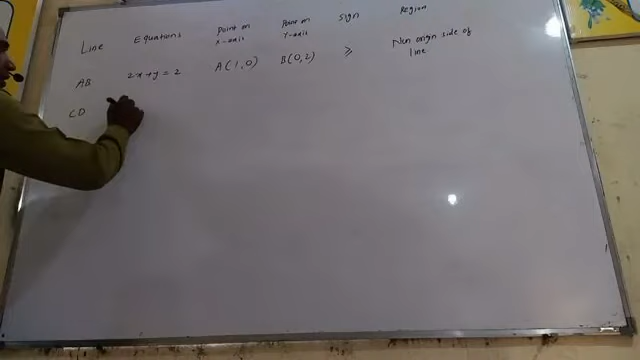 Line Equations Point on X-axis Point on Y-axis Sign Region
AB 2x+y=2 A(1,0) B(0,2) ≥ Non origin side of line
CD